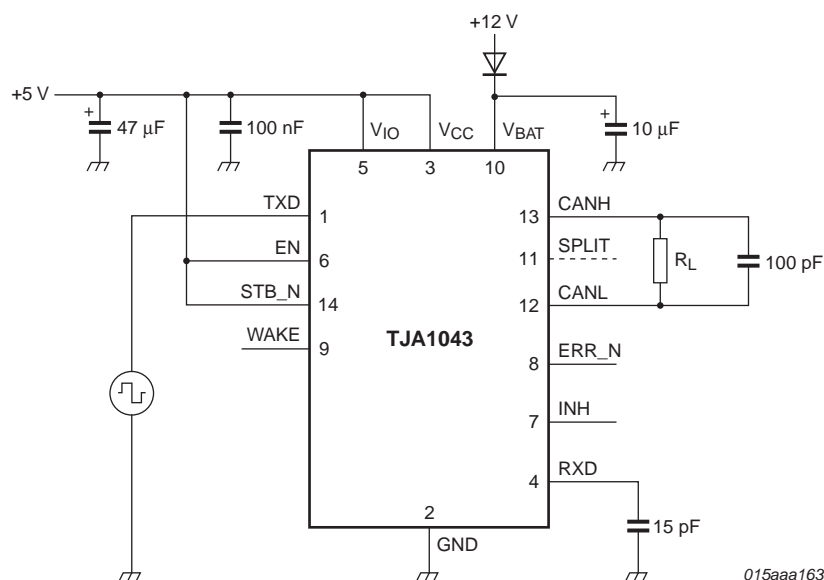 +12 V
+5 V
+
47 μF
100 nF
VIO
VCC
VBAT
+
10 μF
5
3
10
TXD
1
EN
6
STB_N
14
WAKE
9
TJA1043
13
CANH
11
SPLIT
12
CANL
RL
100 pF
8
ERR_N
7
INH
4
RXD
15 pF
2
GND
015aaa163